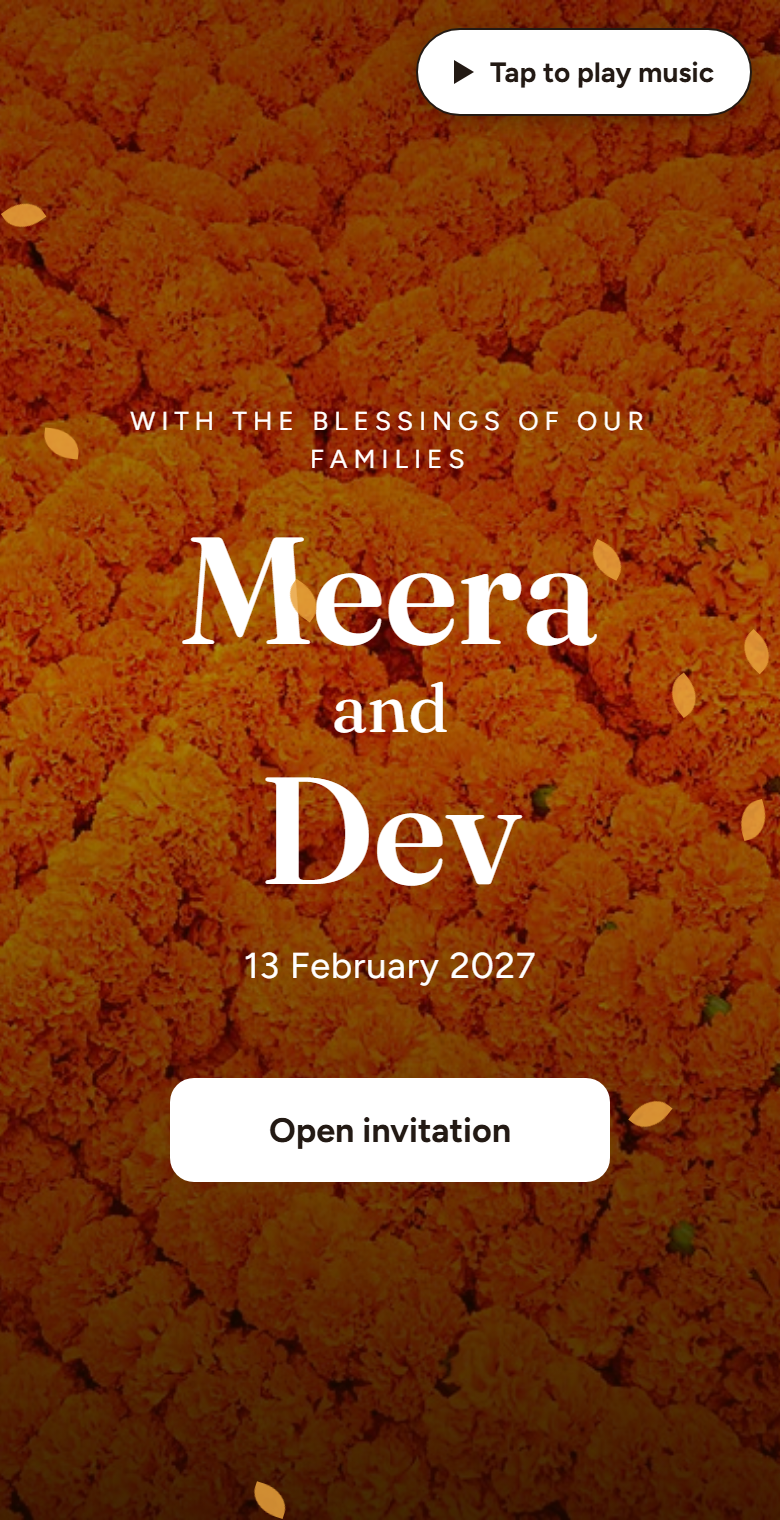 Tap to play music
WITH THE BLESSINGS OF OUR
FAMILIES
Meera
and
Dev
13 February 2027
Open invitation